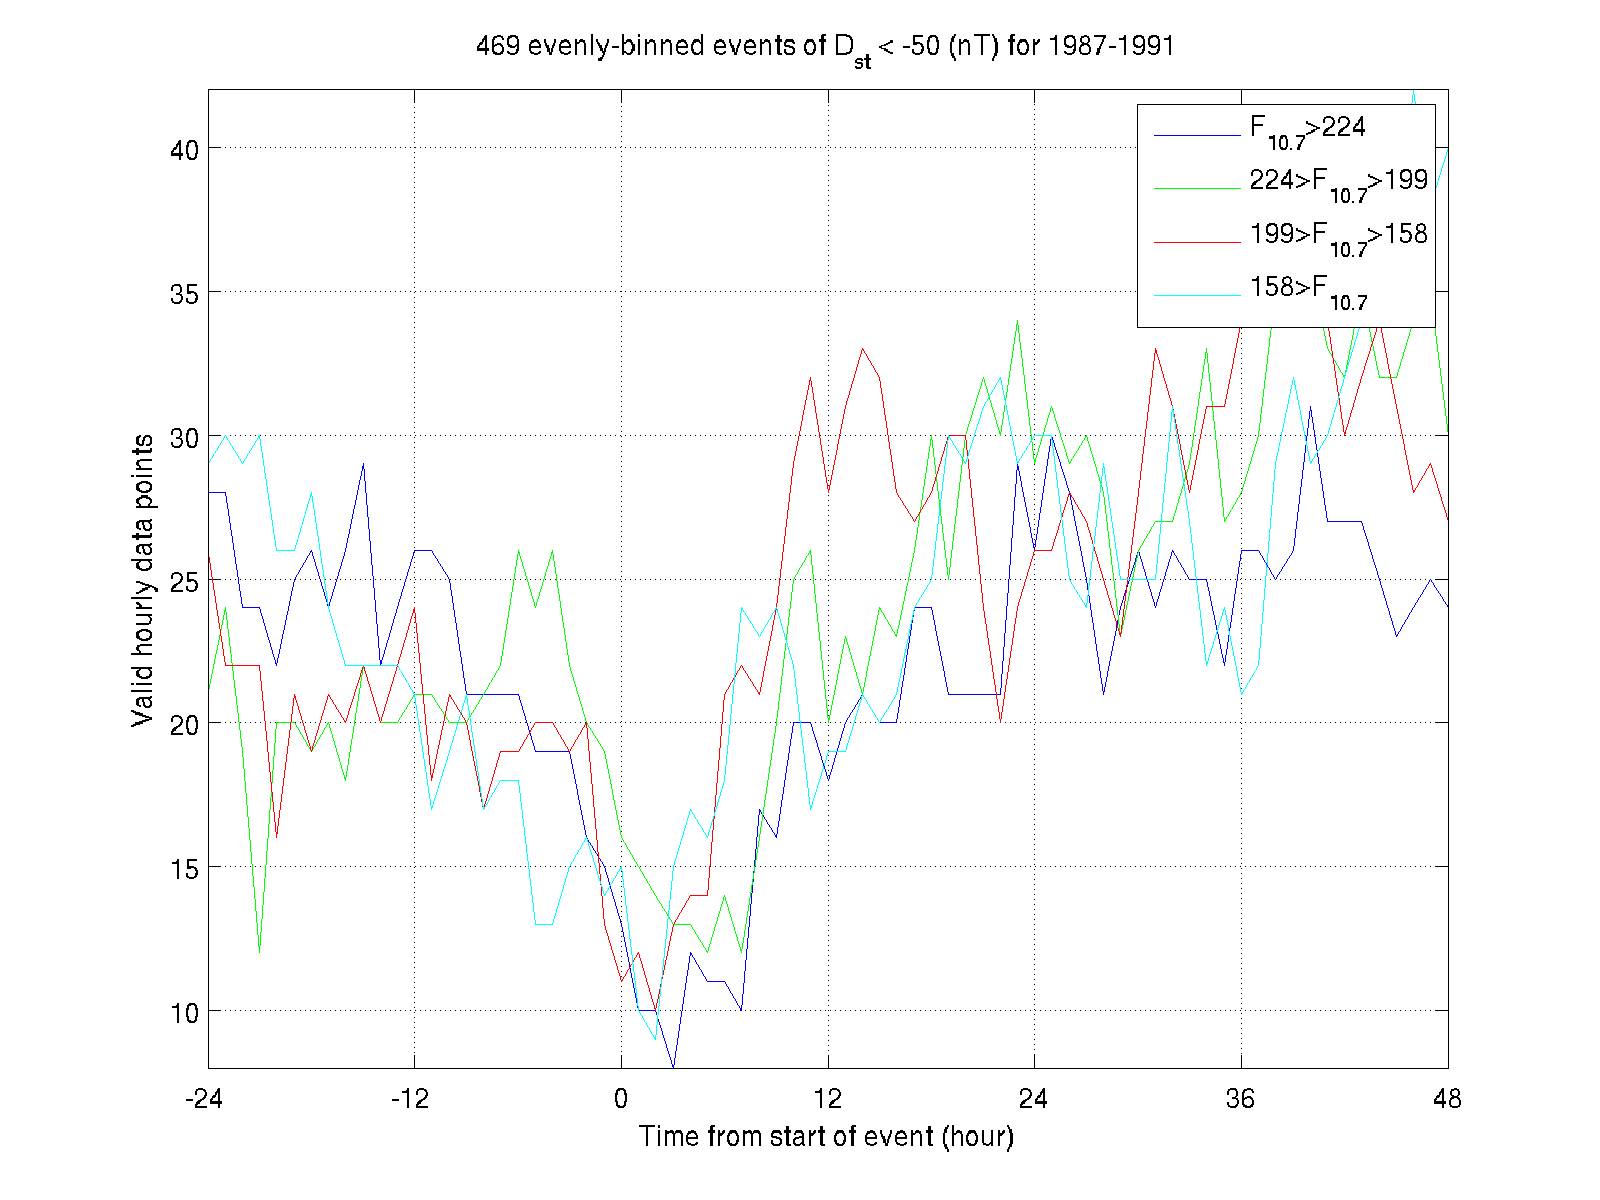 469 evenly-binned events of Dst < -50 (nT) for 1987-1991
F10.7>224
224>F10.7>199
199>F10.7>158
158>F10.7
40
35
30
25
20
15
10
Valid hourly data points
-24 -12 0 12 24 36 48
Time from start of event (hour)